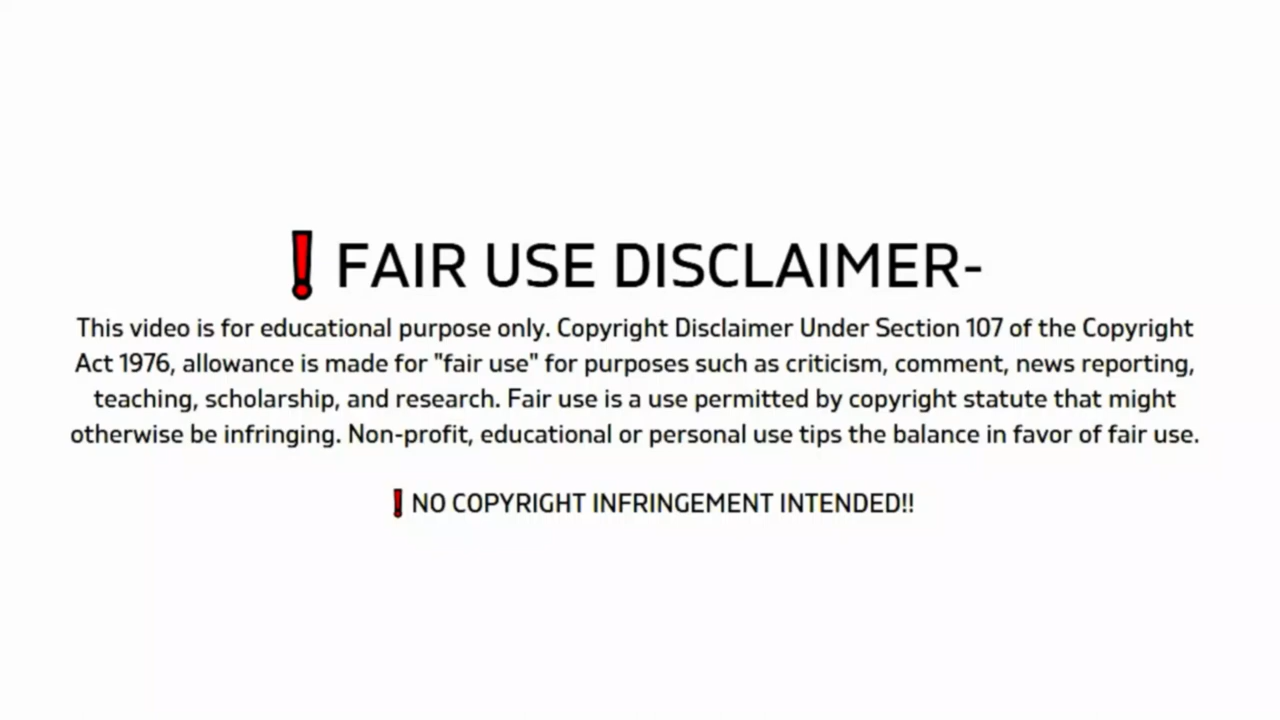 ❗FAIR USE DISCLAIMER-
This video is for educational purpose only. Copyright Disclaimer Under Section 107 of the Copyright
Act 1976, allowance is made for "fair use" for purposes such as criticism, comment, news reporting,
teaching, scholarship, and research. Fair use is a use permitted by copyright statute that might
otherwise be infringing. Non-profit, educational or personal use tips the balance in favor of fair use.
❗NO COPYRIGHT INFRINGEMENT INTENDED!!